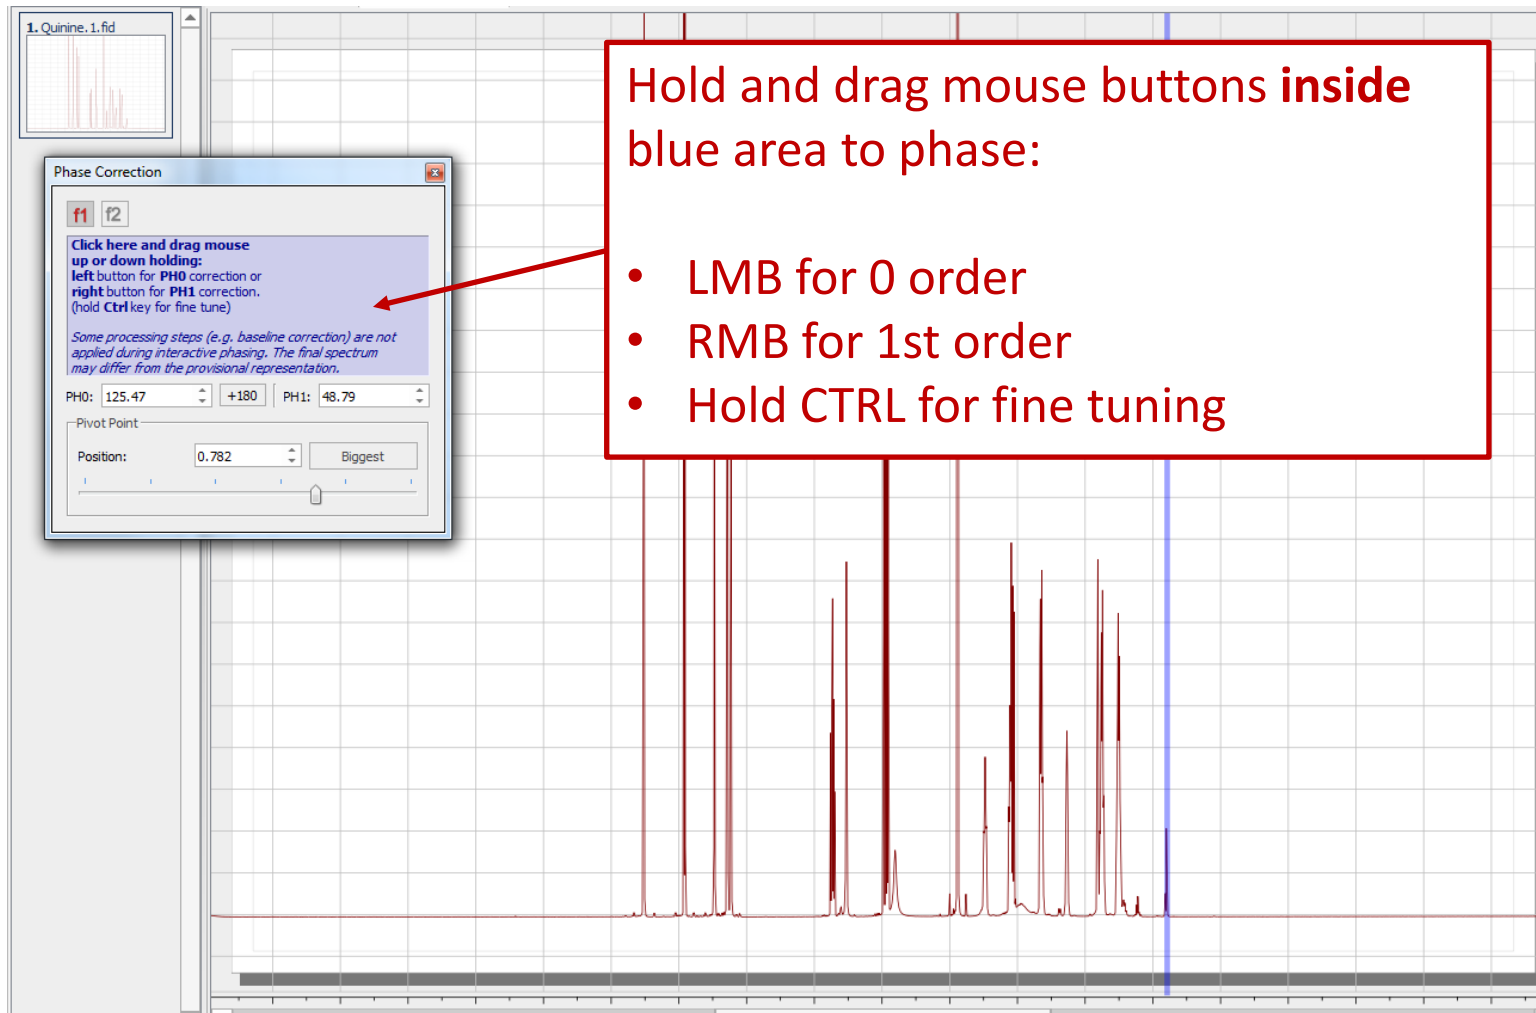 1. Quinine. 1.fid
Hold and drag mouse buttons inside
blue area to phase:
• LMB for 0 order
• RMB for 1st order
• Hold CTRL for fine tuning
Phase Correction
f1 f2
Click here and drag mouse
up or down holding:
left button for PH0 correction or
right button for PH1 correction.
(hold Ctrl key for fine tune)
Some processing steps (e.g. baseline correction) are not
applied during interactive phasing. The final spectrum
may differ from the provisional representation.
PH0: 125.47 +180 PH1: 48.79
Pivot Point
Position: 0.782 Biggest